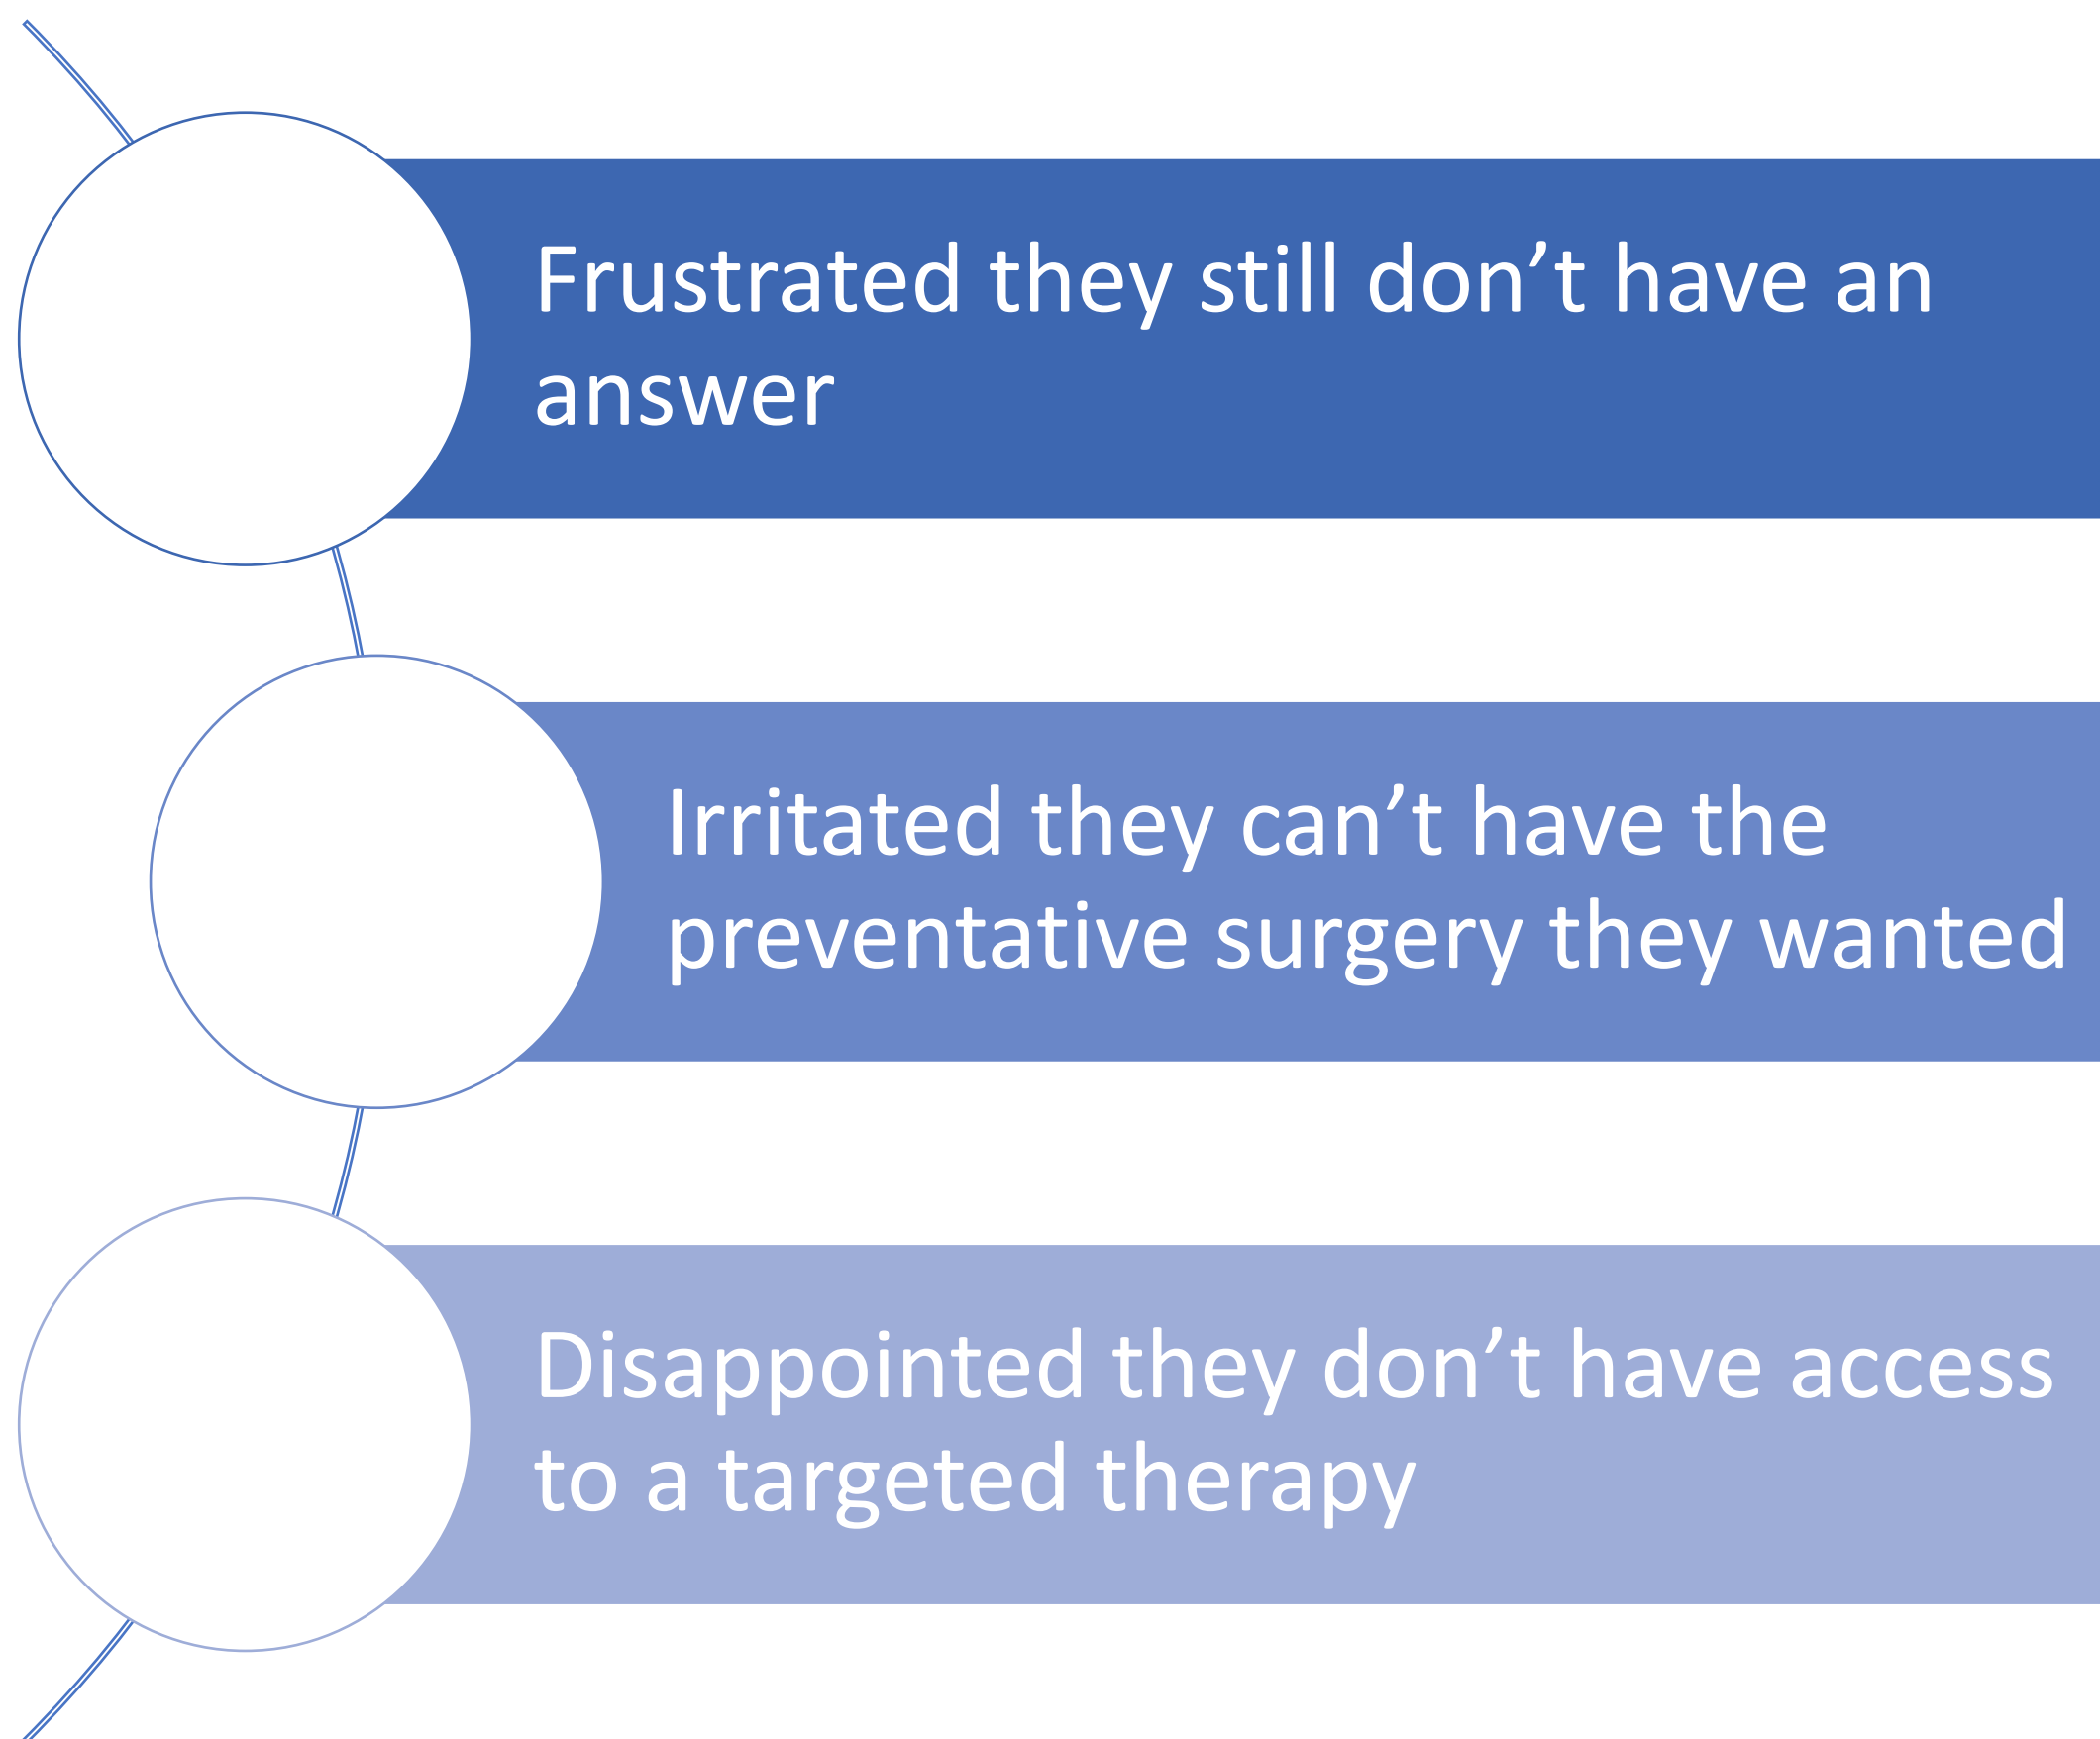 Frustrated they still don’t have an
answer
Irritated they can’t have the
preventative surgery they wanted
Disappointed they don’t have access
to a targeted therapy